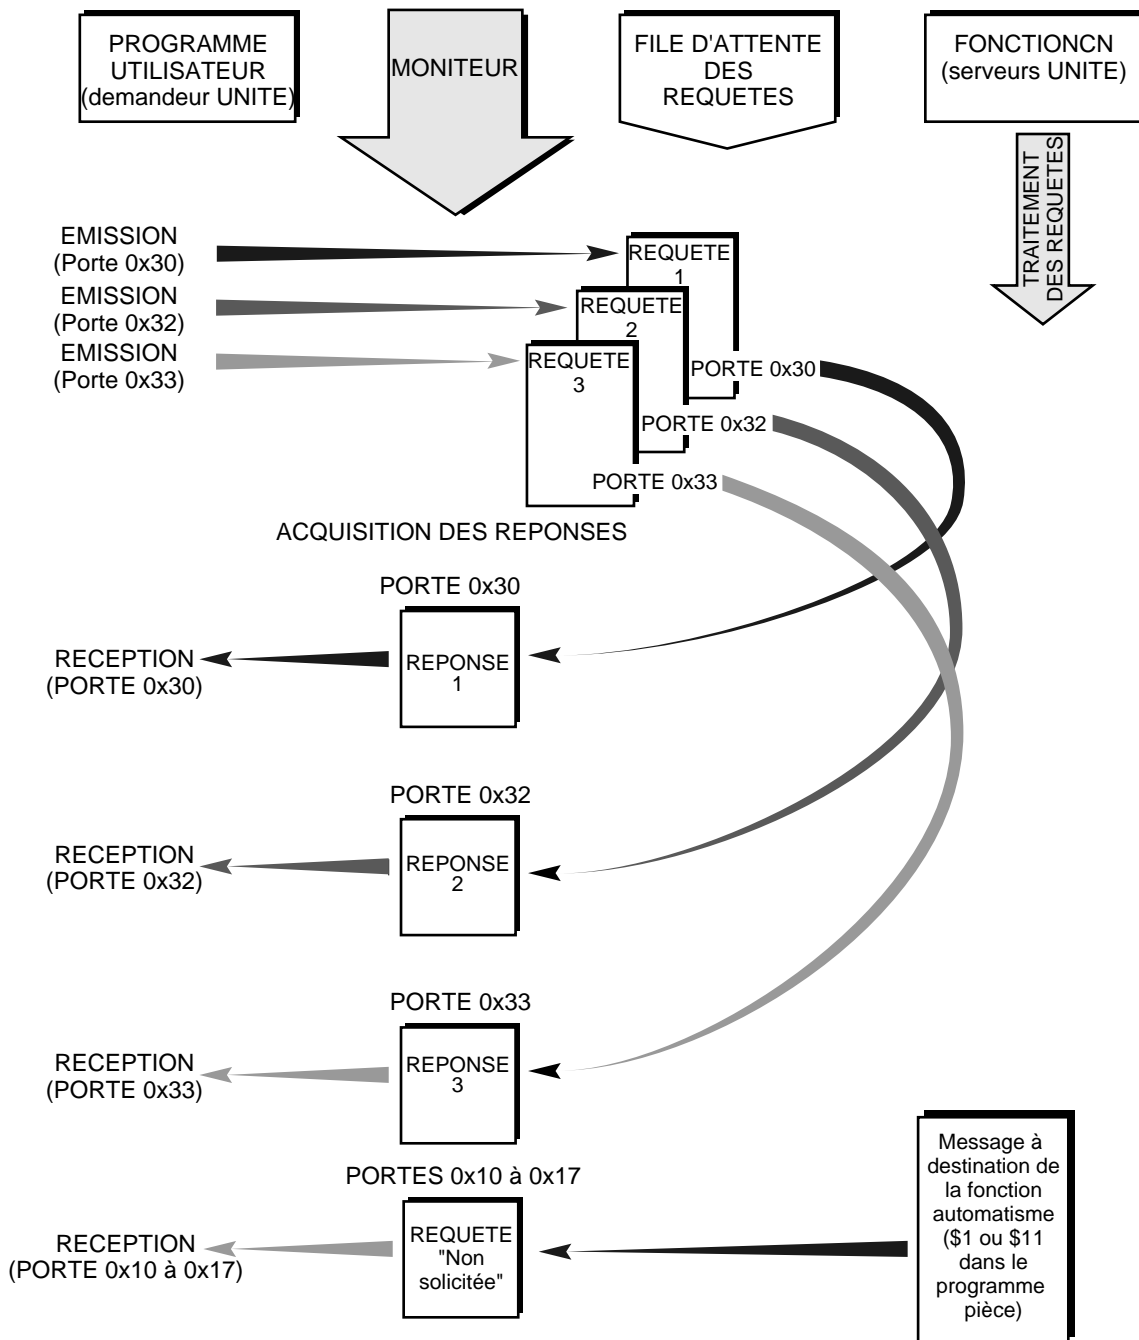 PROGRAMME
UTILISATEUR
(demandeur UNITE)
MONITEUR
FILE D'ATTENTE
DES
REQUETES
FONCTIONCN
(serveurs UNITE)
TRAITEMENT
DES REQUETES
EMISSION
(Porte 0x30)
EMISSION
(Porte 0x32)
EMISSION
(Porte 0x33)
REQUETE
1
REQUETE
2
REQUETE
3
PORTE 0x30
PORTE 0x32
PORTE 0x33
ACQUISITION DES REPONSES
PORTE 0x30
REPONSE
1
RECEPTION
(PORTE 0x30)
PORTE 0x32
REPONSE
2
RECEPTION
(PORTE 0x32)
PORTE 0x33
REPONSE
3
RECEPTION
(PORTE 0x33)
PORTES 0x10 à 0x17
REQUETE
"Non
solicitée"
RECEPTION
(PORTE 0x10 à 0x17)
Message à
destination de
la fonction
automatisme
($1 ou $11
dans le
programme
pièce)